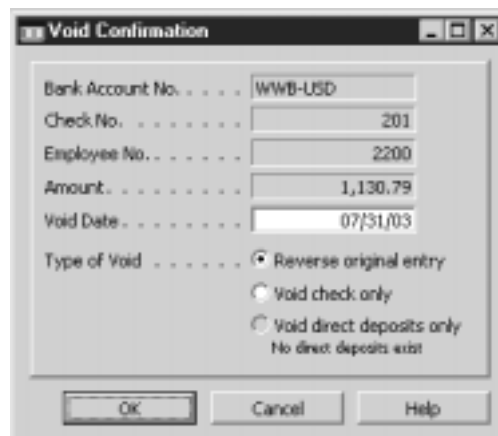 Void Confirmation
Bank Account No. . . . . WWB-USD
Check No. . . . . . . . . 201
Employee No. . . . . . . 2200
Amount. . . . . . . . . . 1,130.79
Void Date . . . . . . . . 07/31/03
Type of Void . . . . . . Reverse original entry
Void check only
Void direct deposits only
No direct deposits exist
OK Cancel Help